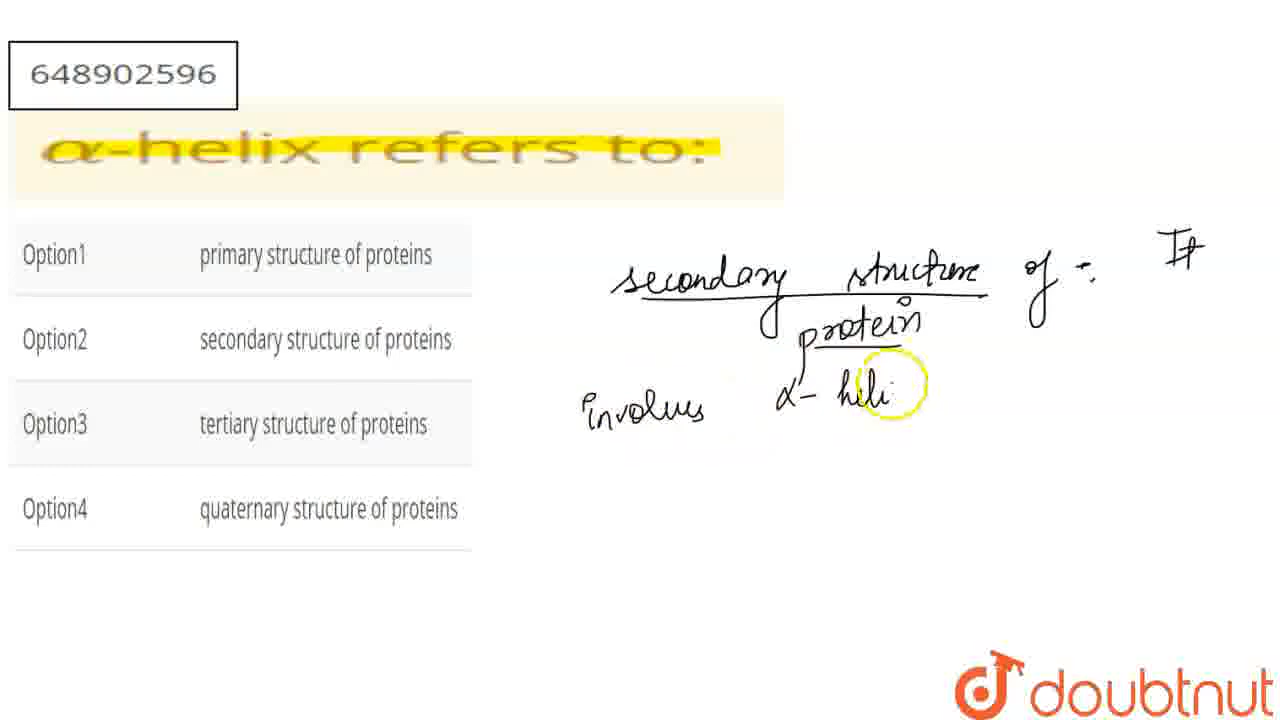 648902596
α-helix refers to:
Option1 primary structure of proteins
Option2 secondary structure of proteins
Option3 tertiary structure of proteins
Option4 quaternary structure of proteins
secondary structure of :- It
protein
involves α- hili
doubtnut